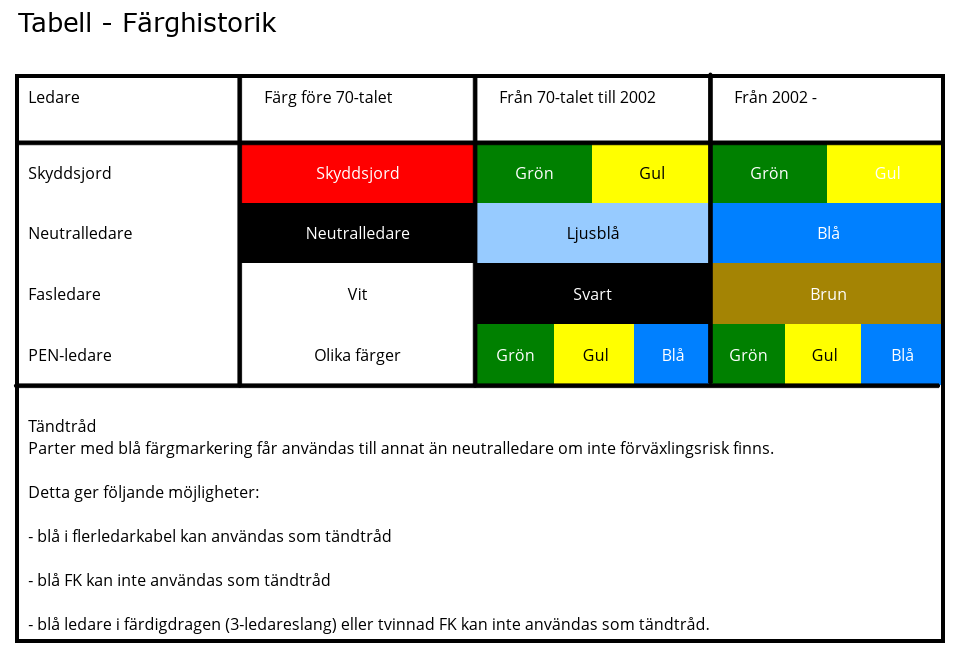 Tabell - Färghistorik
Ledare Färg före 70-talet Från 70-talet till 2002 Från 2002 -
Skyddsjord Skyddsjord Grön Gul Grön Gul
Neutralledare Neutralledare Ljusblå Blå
Fasledare Vit Svart Brun
PEN-ledare Olika färger Grön Gul Blå Grön Gul Blå
Tändtråd
Parter med blå färgmarkering får användas till annat än neutralledare om inte förväxlingsrisk finns.
Detta ger följande möjligheter:
- blå i flerledarkabel kan användas som tändtråd
- blå FK kan inte användas som tändtråd
- blå ledare i färdigdragen (3-ledareslang) eller tvinnad FK kan inte användas som tändtråd.